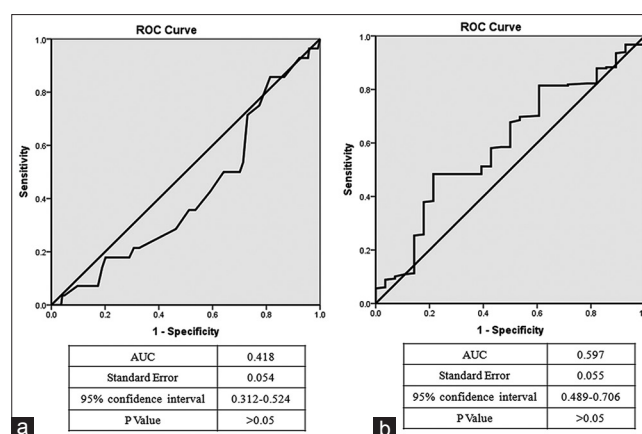 ROC Curve
Sensitivity
1.0
0.8
0.6
0.4
0.2
0.0
0.0 0.2 0.4 0.6 0.8 1.0
1 - Specificity
AUC 0.418
Standard Error 0.054
95% confidence interval 0.312-0.524
P Value >0.05
a
ROC Curve
Sensitivity
1.0
0.8
0.6
0.4
0.2
0.0
0.0 0.2 0.4 0.6 0.8 1.0
1 - Specificity
AUC 0.597
Standard Error 0.055
95% confidence interval 0.489-0.706
P Value >0.05
b